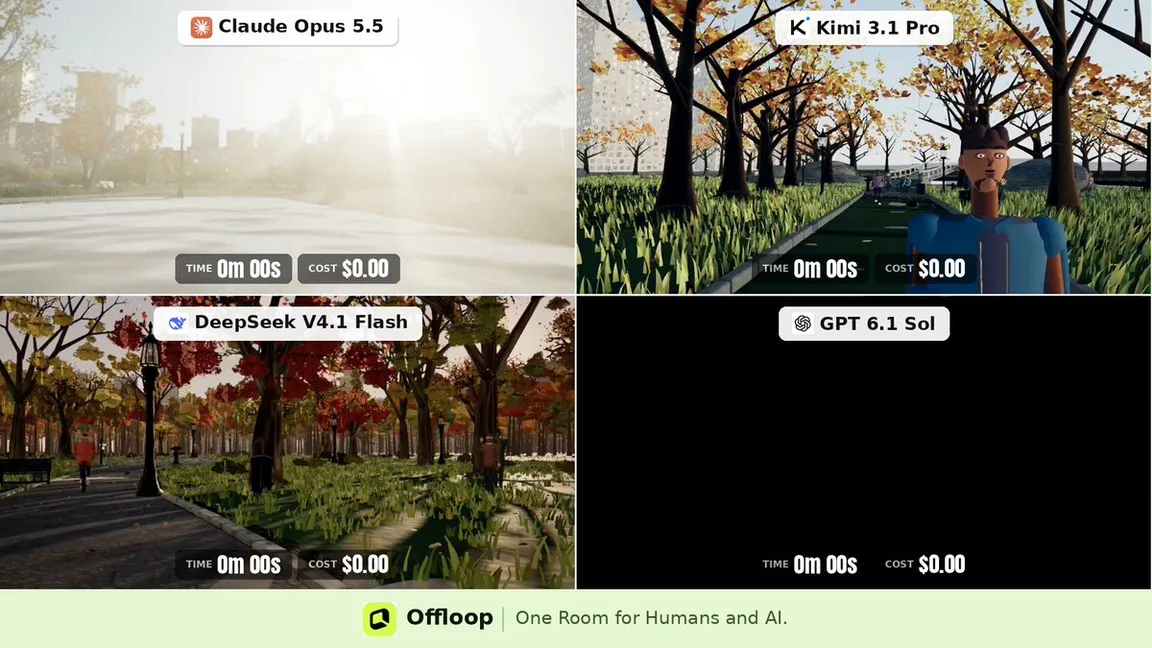 Claude Opus 5.5
Kimi 3.1 Pro
TIME 0m 00s COST $0.00
TIME 0m 00s COST $0.00
DeepSeek V4.1 Flash
GPT 6.1 Sol
TIME 0m 00s COST $0.00
TIME 0m 00s COST $0.00
Offloop | One Room for Humans and AI.